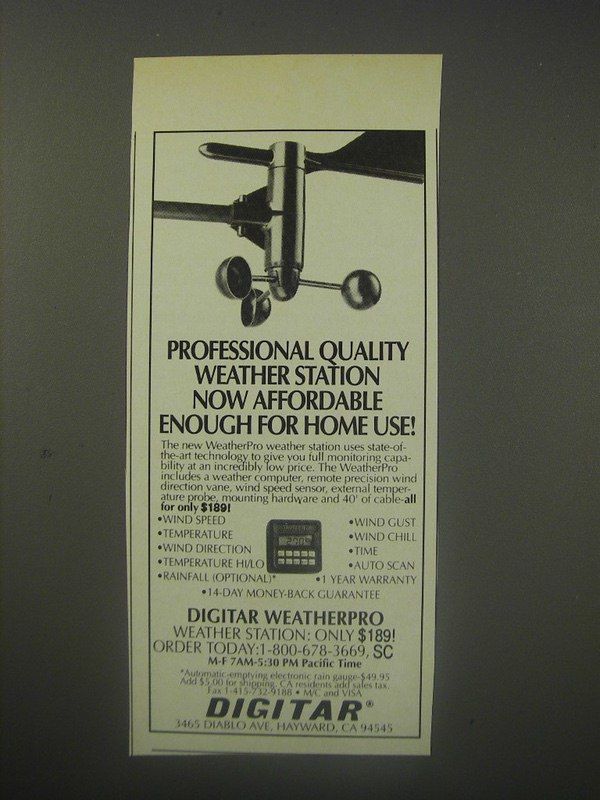 PROFESSIONAL QUALITY
WEATHER STATION
NOW AFFORDABLE
ENOUGH FOR HOME USE!
The new WeatherPro weather station uses state-of-
the-art technology to give you full monitoring capa-
bility at an incredibly low price. The WeatherPro
includes a weather computer, remote precision wind
direction vane, wind speed sensor, external temper-
ature probe, mounting hardware and 40' of cable-all
for only $189!
•WIND SPEED
•TEMPERATURE
•WIND DIRECTION
•TEMPERATURE HI/LO
•RAINFALL (OPTIONAL)*
•WIND GUST
•WIND CHILL
•TIME
•AUTO SCAN
•1 YEAR WARRANTY
•14-DAY MONEY-BACK GUARANTEE
DIGITAR WEATHERPRO
WEATHER STATION: ONLY $189!
ORDER TODAY:1-800-678-3669, SC
M-F 7AM-5:30 PM Pacific Time
*Automatic-emptying electronic rain gauge-$49.95
Add $5.00 for shipping. CA residents add sales tax.
Fax 1-415-732-9188 • M/C and VISA
DIGITAR®
3465 DIABLO AVE, HAYWARD, CA 94545